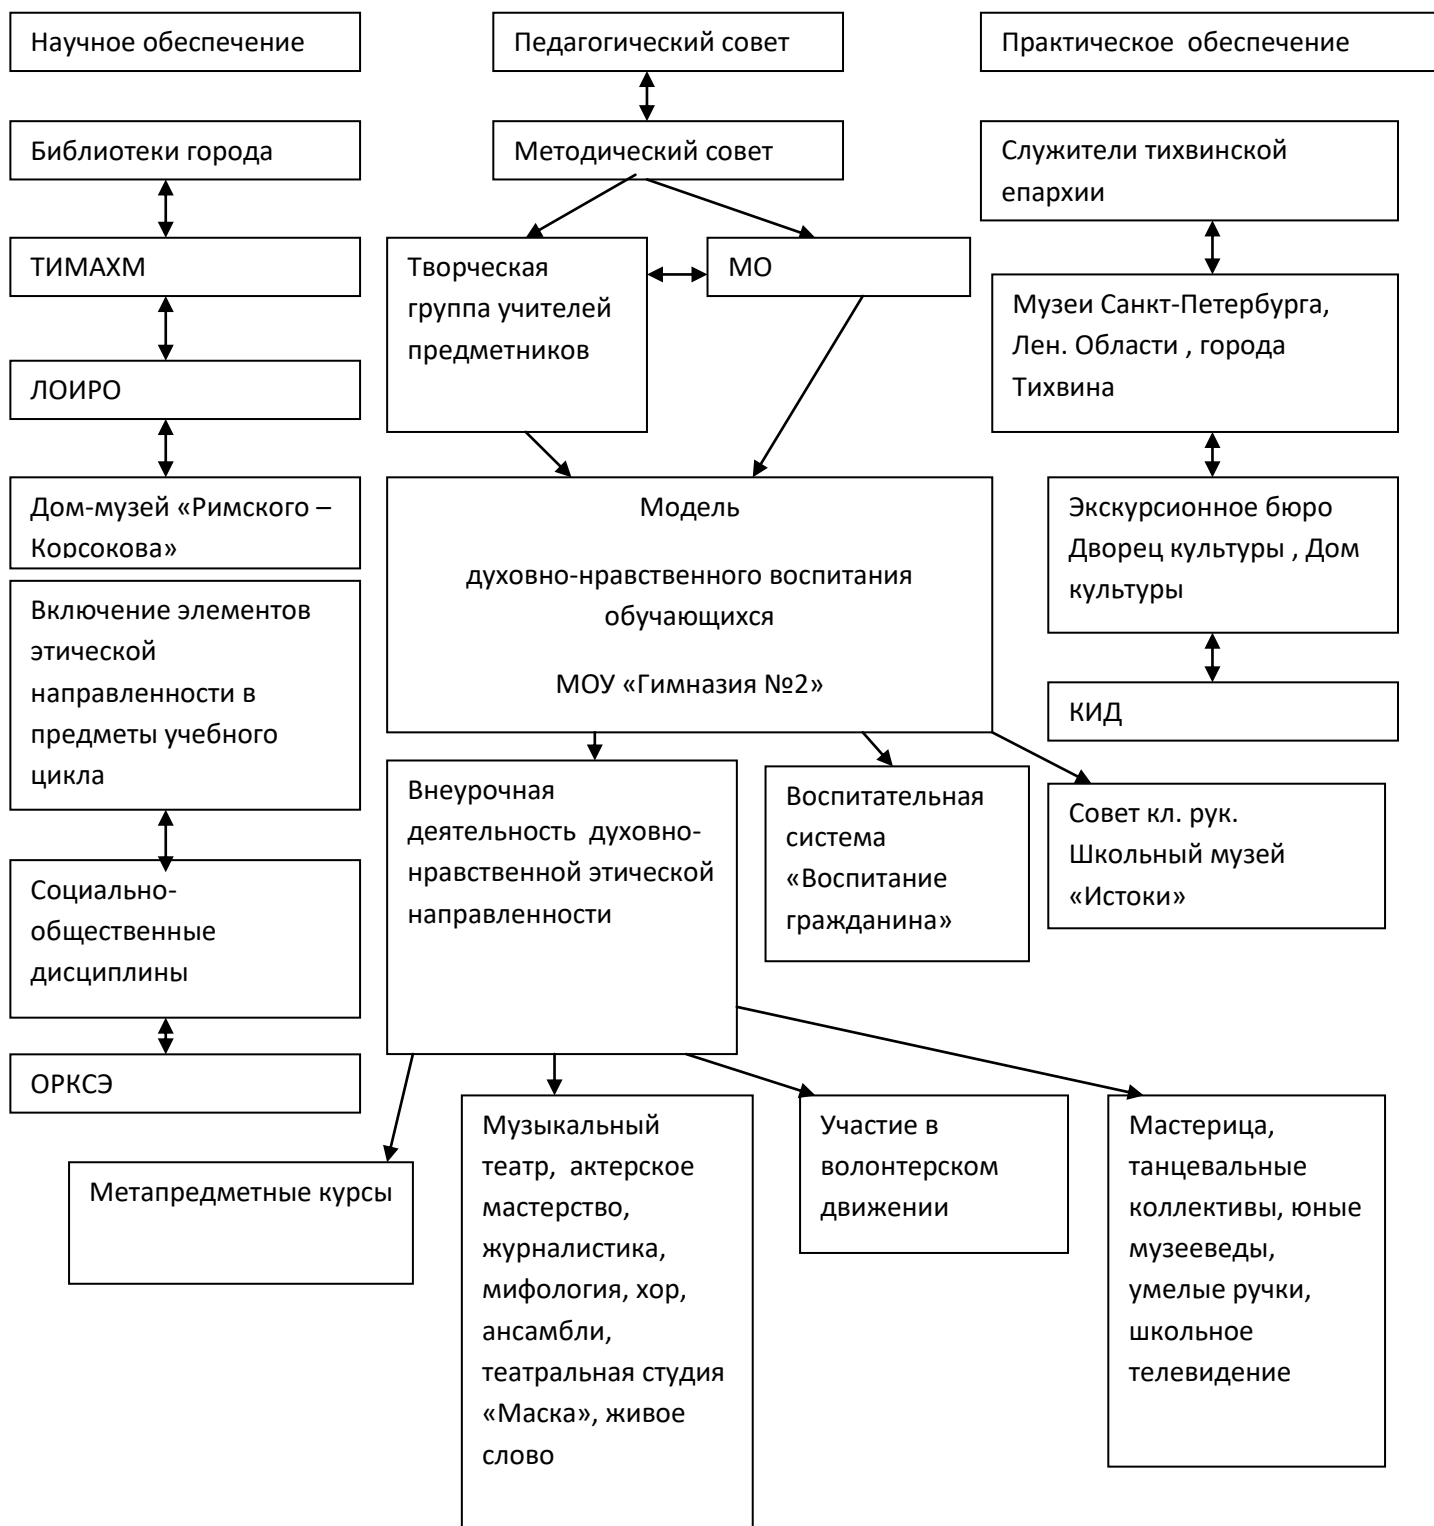 Научное обеспечение
Педагогический совет
Практическое обеспечение
Библиотеки города
Методический совет
Служители тихвинской
епархии
ТИМАХМ
Творческая
группа учителей
предметников
МО
Музеи Санкт-Петербурга,
Лен. Области , города
Тихвина
ЛОИРО
Дом-музей «Римского –
Корсокова»
Модель
духовно-нравственного воспитания
обучающихся
МОУ «Гимназия №2»
Экскурсионное бюро
Дворец культуры , Дом
культуры
Включение элементов
этической
направленности в
предметы учебного
цикла
КИД
Внеурочная
деятельность духовно-
нравственной этической
направленности
Воспитательная
система
«Воспитание
гражданина»
Совет кл. рук.
Школьный музей
«Истоки»
Социально-
общественные
дисциплины
ОРКСЭ
Метапредметные курсы
Музыкальный
театр, актерское
мастерство,
журналистика,
мифология, хор,
ансамбли,
театральная студия
«Маска», живое
слово
Участие в
волонтерском
движении
Мастерица,
танцевальные
коллективы, юные
музееведы,
умелые ручки,
школьное
телевидение